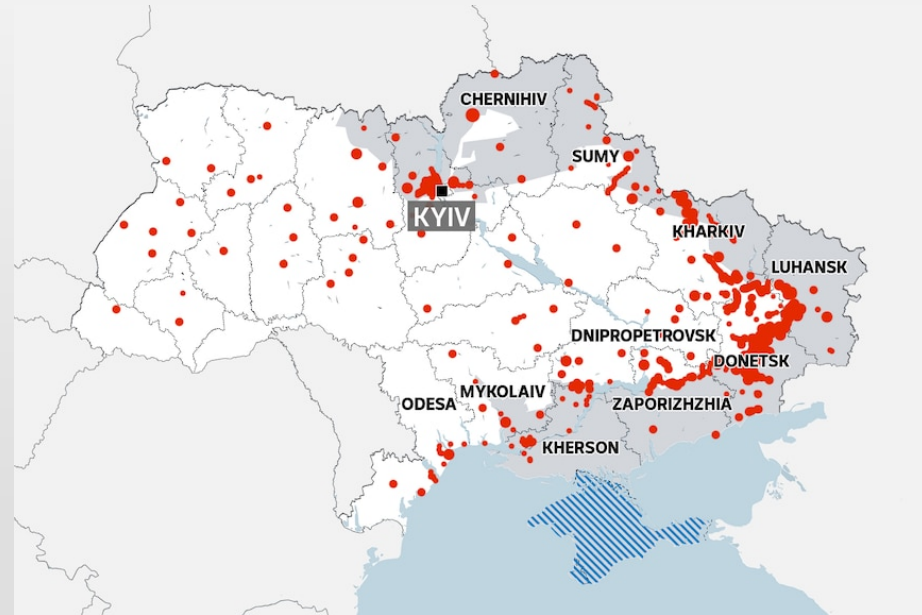 CHERNIHIV
SUMY
KYIV
KHARKIV
LUHANSK
DNIPROPETROVSK
DONETSK
MYKOLAIV
ODESA
ZAPORIZHZHIA
KHERSON